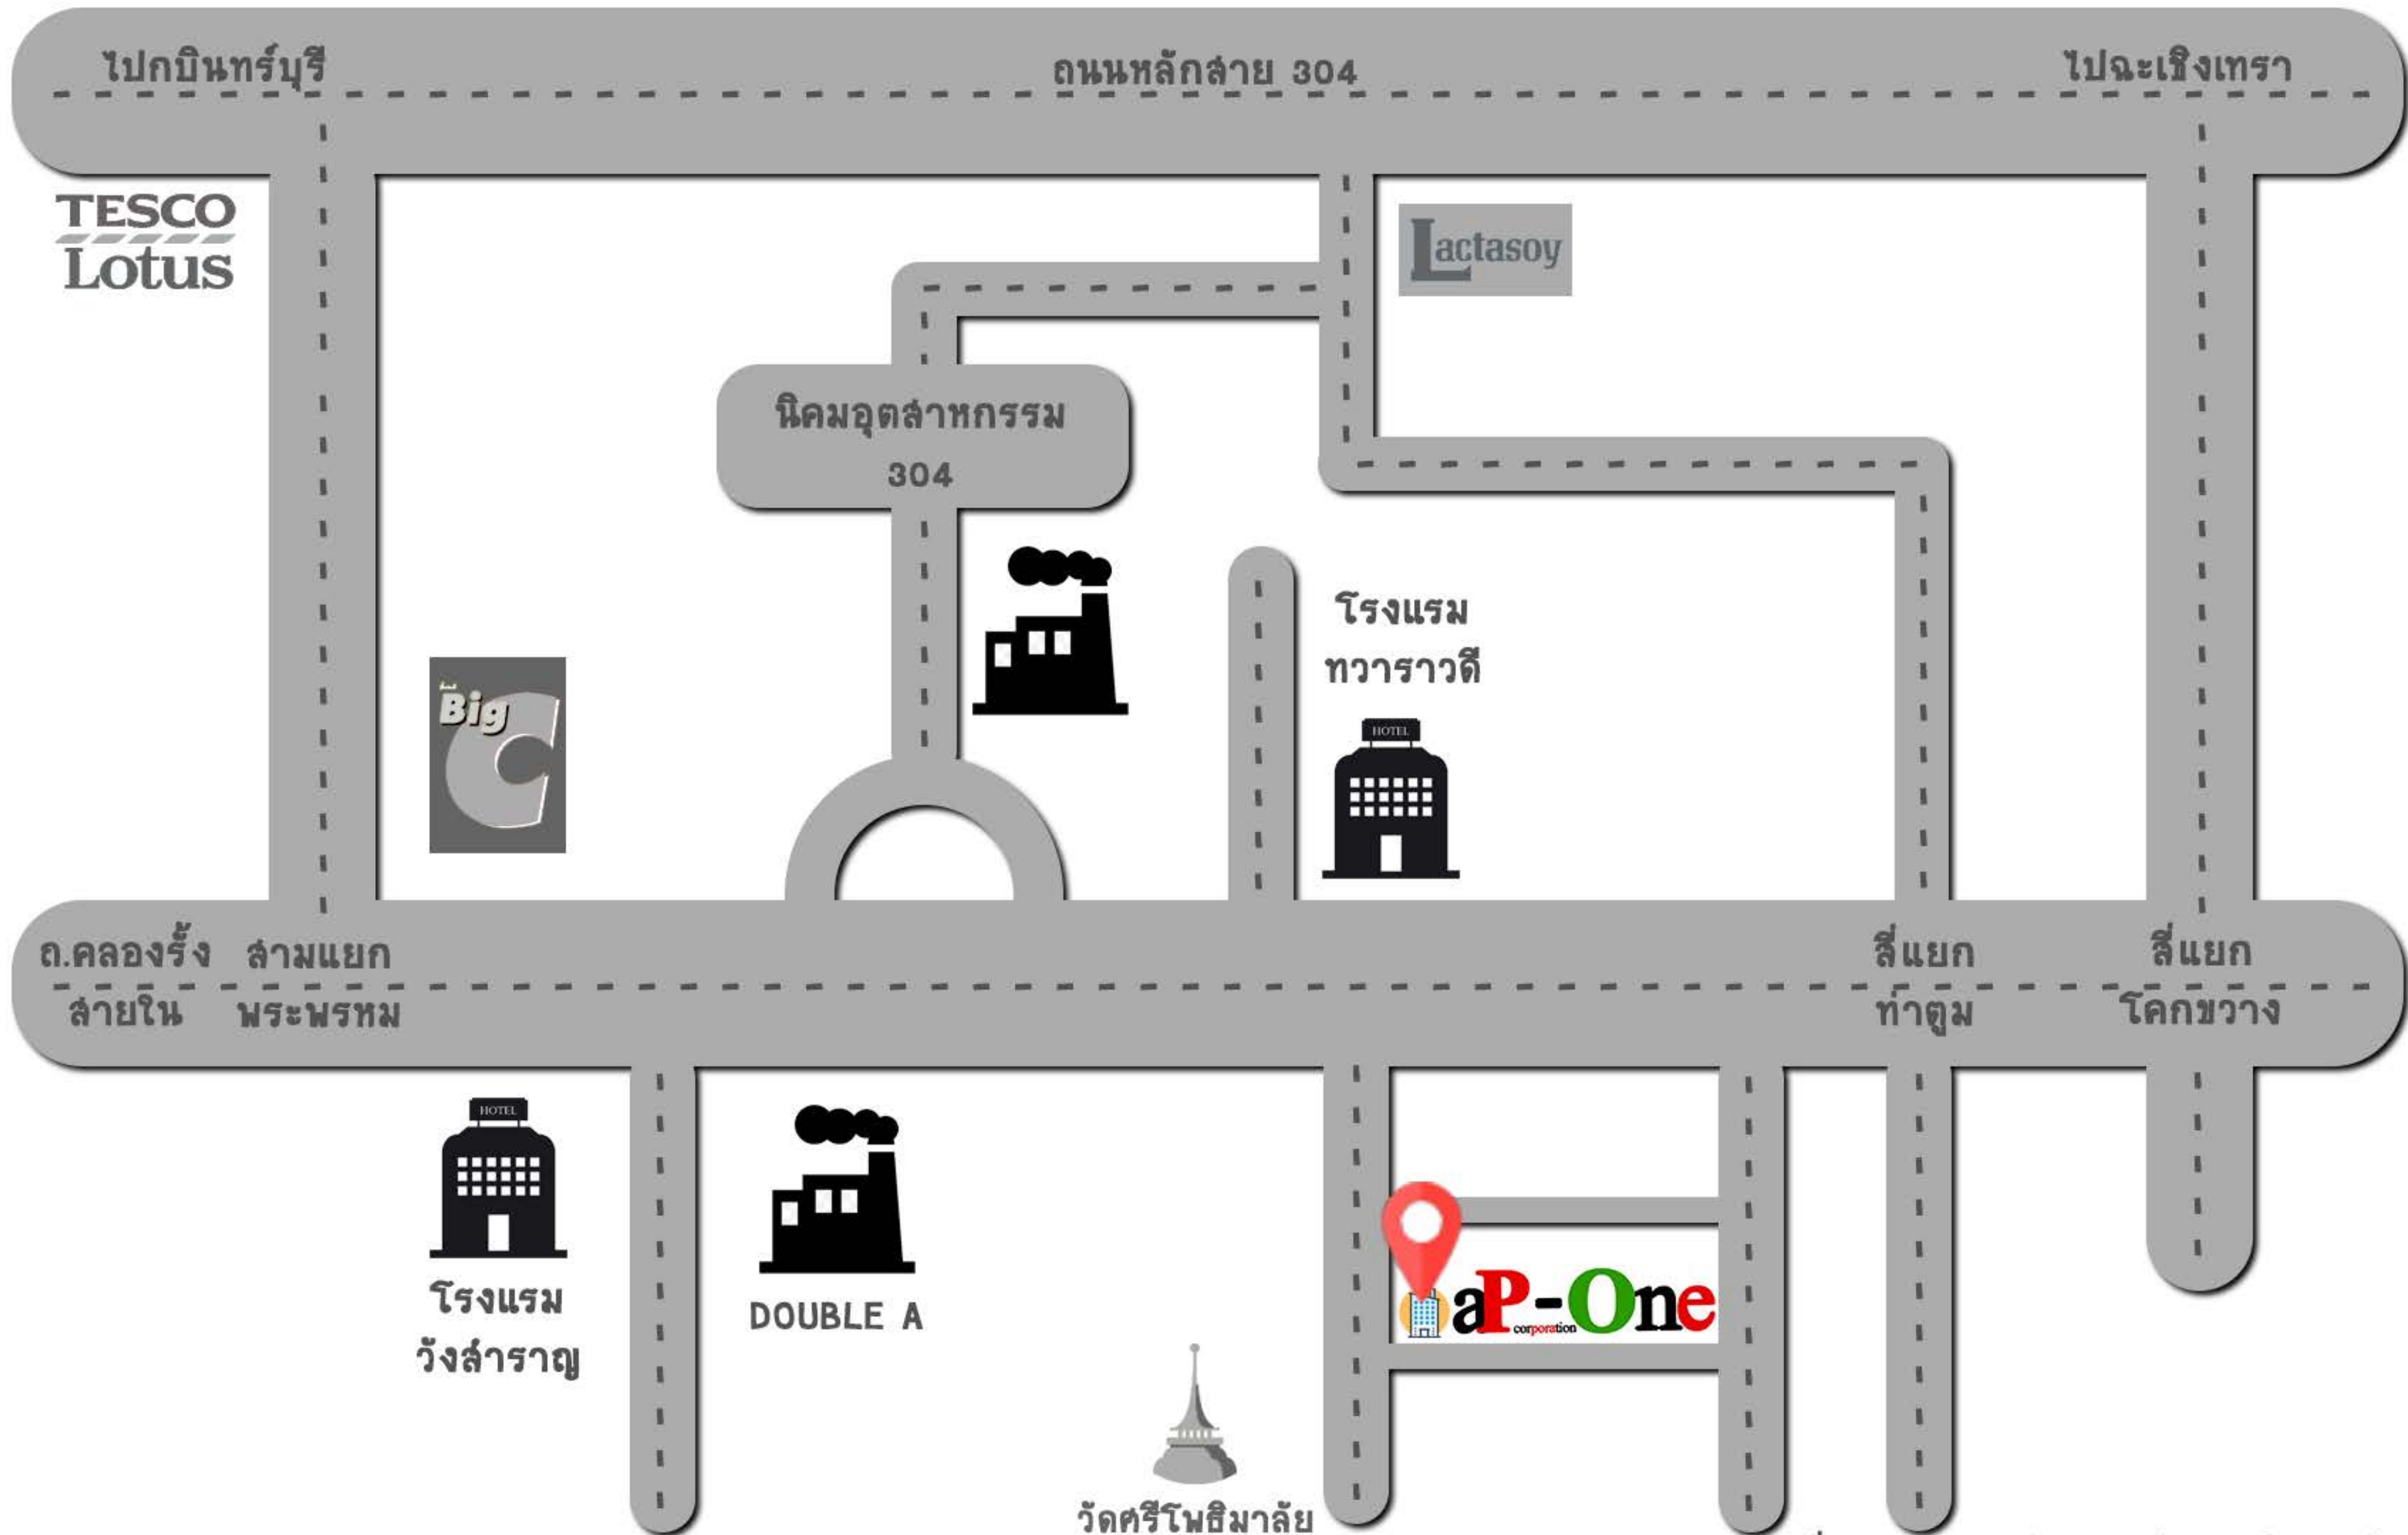 ไปกบินทร์บุรี
ถนนหลักสาย 304
ไปฉะเชิงเทรา
TESCO
Lotus
Lactasoy
นิคมอุตสาหกรรม
304
โรงแรม
ทวาราวดี
HOTEL
Big
C
ถ.คลองรั้ง
สายใน
สามแยก
พระพรหม
สี่แยก
ท่าตูม
สี่แยก
โคกขวาง
HOTEL
โรงแรม
วังสำราญ
DOUBLE A
aP-One
corporation
วัดศรีโพธิมาลัย